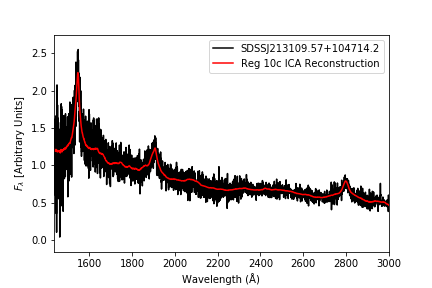 SDSSJ213109.57+104714.2
Reg 10c ICA Reconstruction
2.5
2.0
1.5
1.0
0.5
0.0
Fλ [Arbitrary Units]
1600 1800 2000 2200 2400 2600 2800 3000
Wavelength (Å)